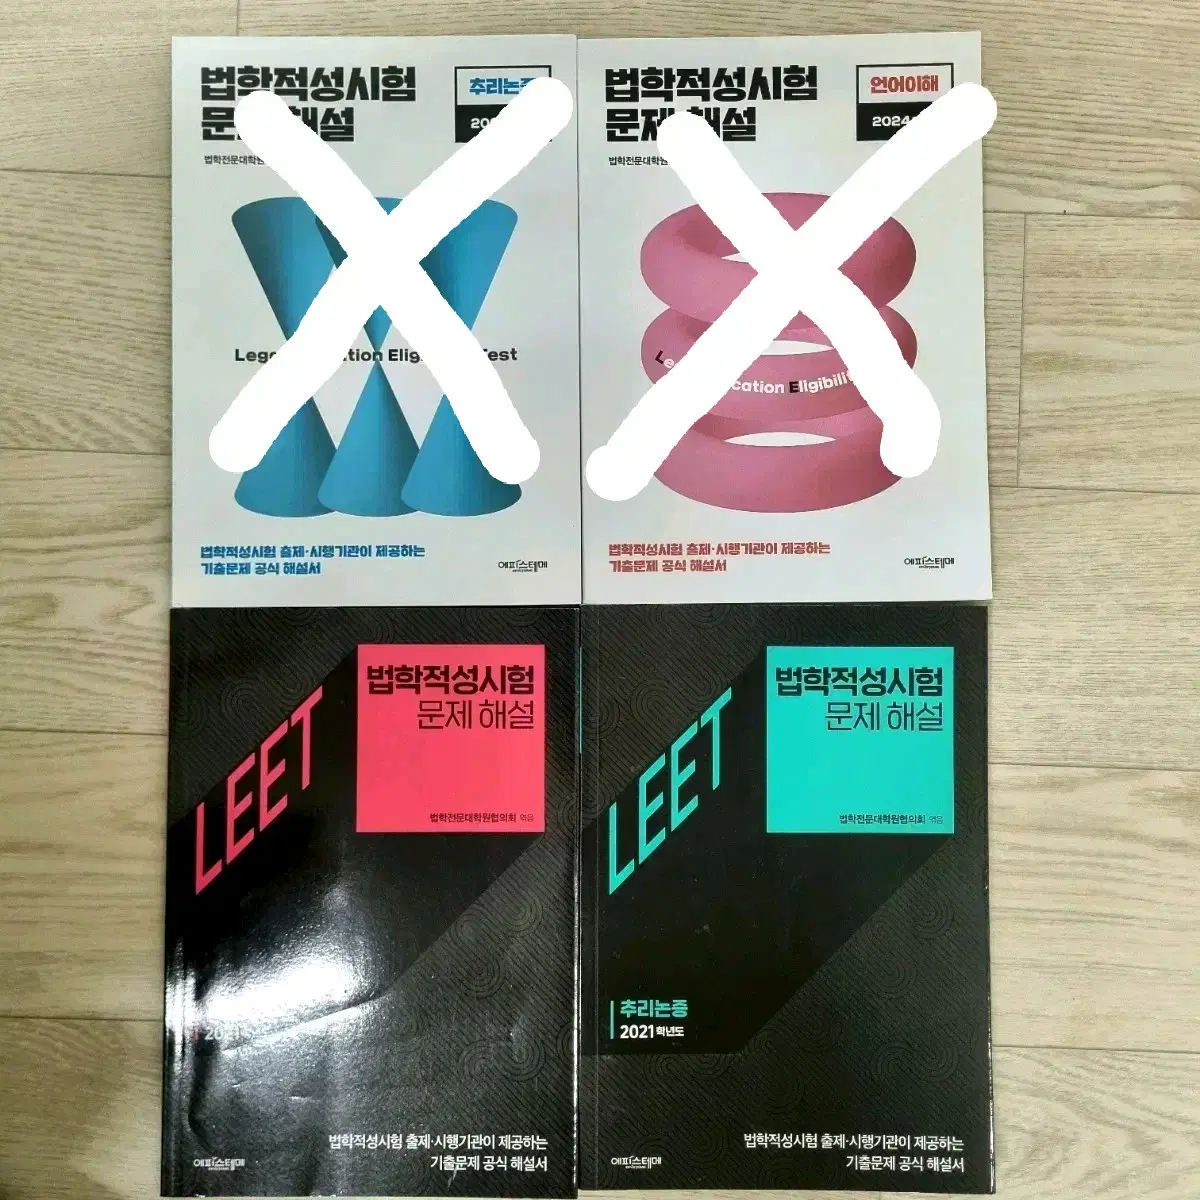 법학적성시험
해설
추리논증
법학전문대학원
Test
법학적성시험 출제·시행기관이 제공하는
기출문제 공식 해설서
에피스테메
법학적성시험
문제 해설
언어이해
2024
법학전문대학원
Eligibility
법학적성시험 출제·시행기관이 제공하는
기출문제 공식 해설서
에피스테메
LEET
법학적성시험
문제 해설
법학전문대학원협의회 엮음
법학적성시험 출제·시행기관이 제공하는
기출문제 공식 해설서
에피스테메
LEET
법학적성시험
문제 해설
법학전문대학원협의회 엮음
추리논증
2021학년도
법학적성시험 출제·시행기관이 제공하는
기출문제 공식 해설서
에피스테메